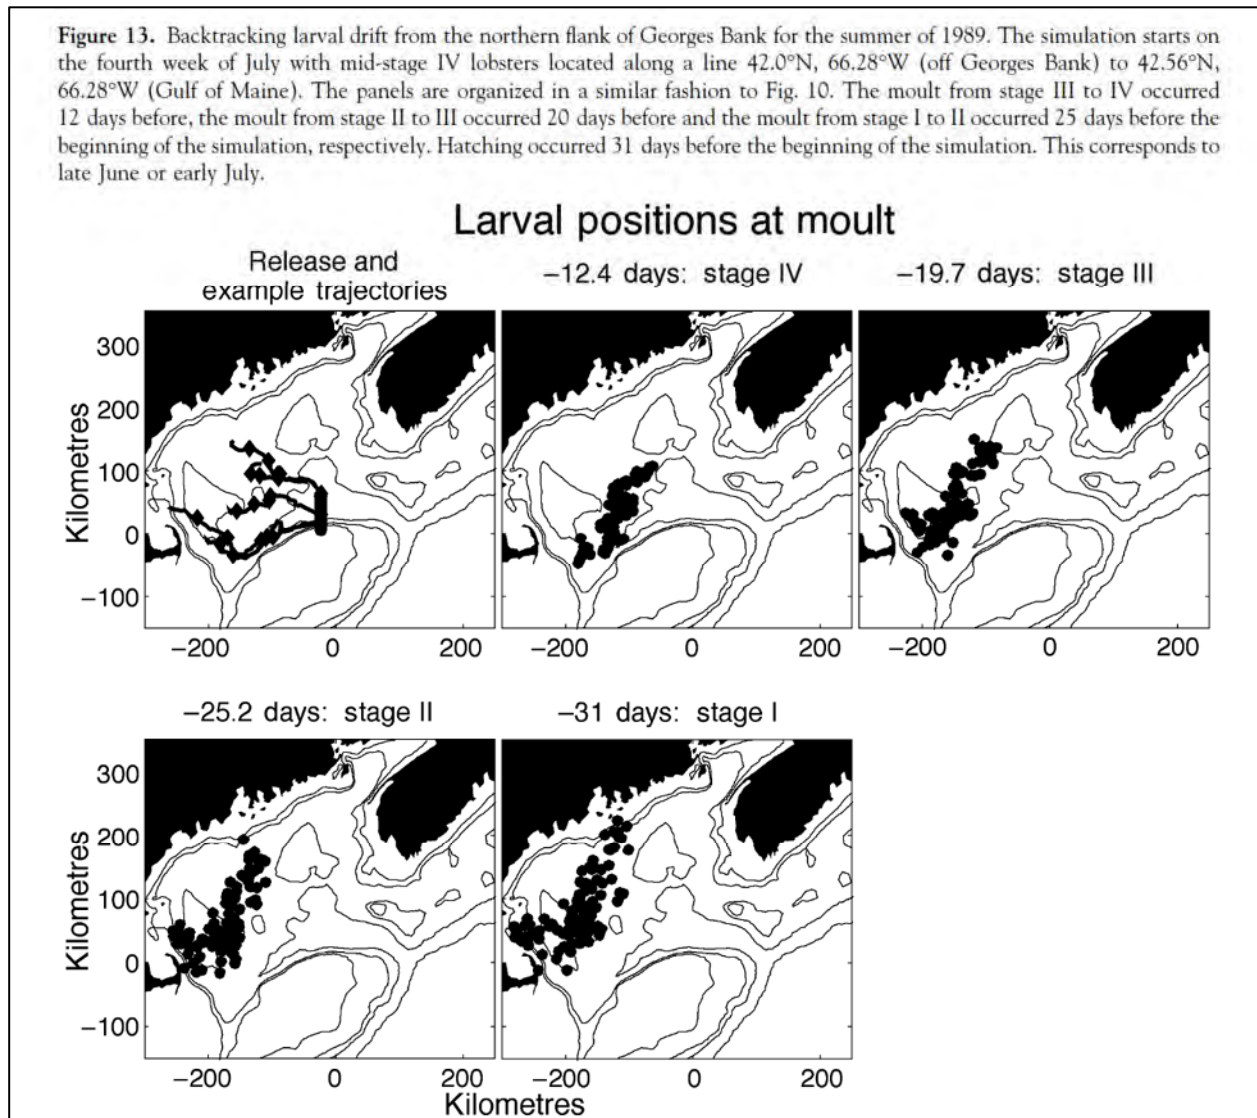 Figure 13. Backtracking larval drift from the northern flank of Georges Bank for the summer of 1989. The simulation starts on
the fourth week of July with mid-stage IV lobsters located along a line 42.0°N, 66.28°W (off Georges Bank) to 42.56°N,
66.28°W (Gulf of Maine). The panels are organized in a similar fashion to Fig. 10. The moult from stage III to IV occurred
12 days before, the moult from stage II to III occurred 20 days before and the moult from stage I to II occurred 25 days before the
beginning of the simulation, respectively. Hatching occurred 31 days before the beginning of the simulation. This corresponds to
late June or early July.
Larval positions at moult
Release and
example trajectories
−12.4 days: stage IV
−19.7 days: stage III
Kilometres
300
200
100
0
−100
−200 0 200
−200 0 200
−200 0 200
−25.2 days: stage II
−31 days: stage I
Kilometres
300
200
100
0
−100
−200 0 200
−200 0 200
Kilometres